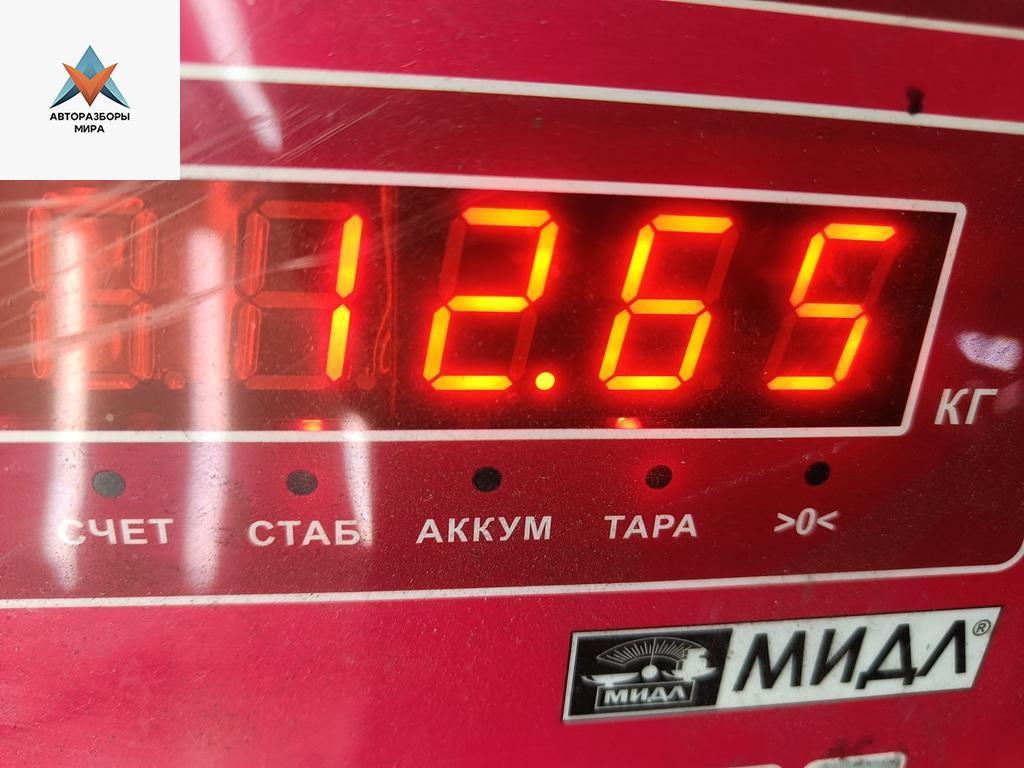 АВТОРАЗБОРЫ
МИРА
12.65
КГ
СЧЕТ СТАБ АККУМ ТАРА >0<
МИДЛ МИДЛ®